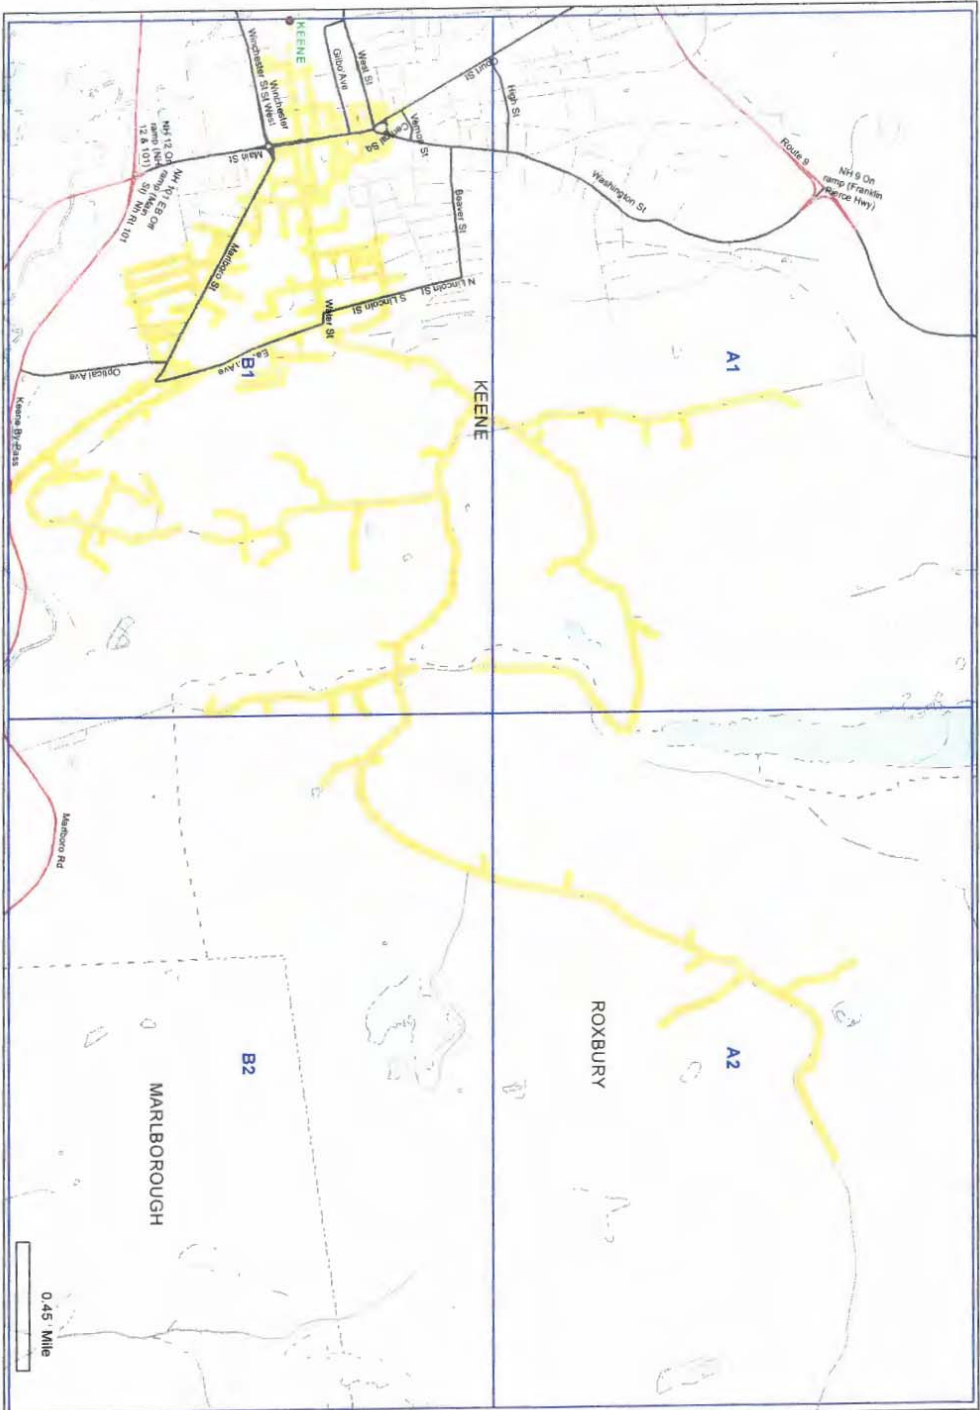 KEENE
Winchester St St West
Winchester
Gilbo Ave
West St
Court St
High St
Vernon St
Central Sq
Main St
Washington St
Route 9
NH 9 On
ramp (Franklin
Pierce Hwy)
NH 12 On
ramp (NH
12 & 101)
NH 101 EB Off
ramp (Main
St)
Nh Rt 101
Beaver St
Marlboro St
N Lincoln St
S Lincoln St
Water St
Optical Ave
Keene By-Pass
KEENE
A1
B1
Marlboro Rd
ROXBURY
A2
B2
MARLBOROUGH
0.45 Mile